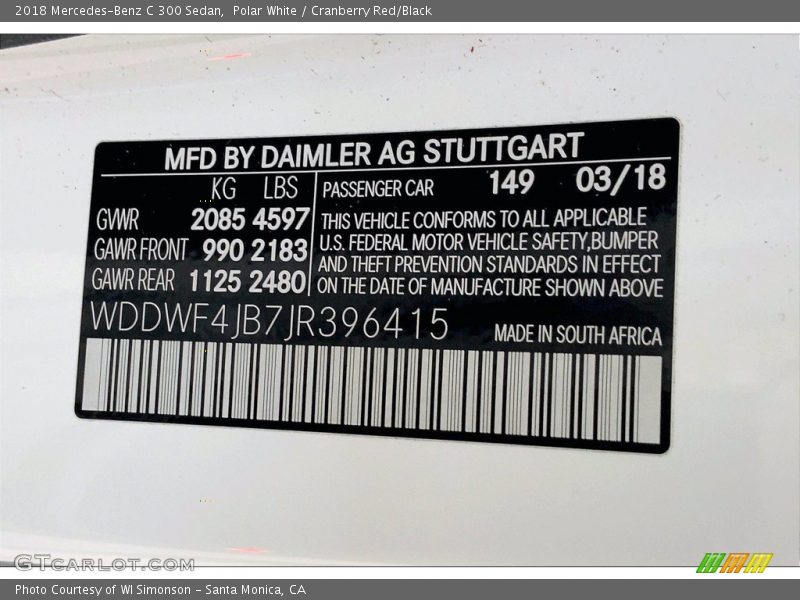 2018 Mercedes-Benz C 300 Sedan,  Polar White / Cranberry Red/Black
MFD BY DAIMLER AG STUTTGART
KG LBS
GVWR 2085 4597
GAWR FRONT 990 2183
GAWR REAR 1125 2480
PASSENGER CAR 149 03/18
THIS VEHICLE CONFORMS TO ALL APPLICABLE
U.S. FEDERAL MOTOR VEHICLE SAFETY,BUMPER
AND THEFT PREVENTION STANDARDS IN EFFECT
ON THE DATE OF MANUFACTURE SHOWN ABOVE
WDDWF4JB7JR396415
MADE IN SOUTH AFRICA
GTCARLOT.COM
Photo Courtesy of WI Simonson - Santa Monica, CA